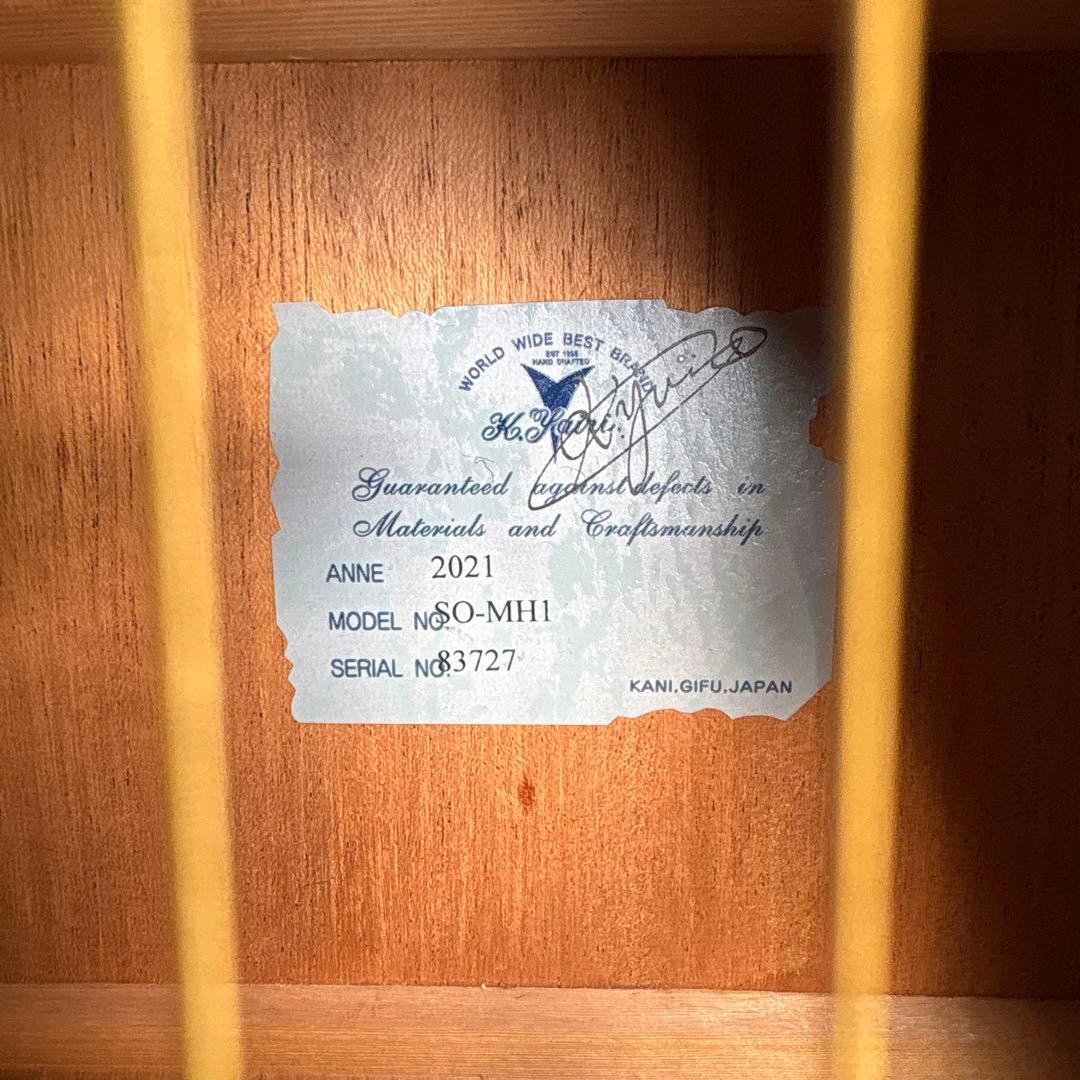 WORLD WIDE BEST BRAND
EST 1935
HAND CRAFTED
K.Yairi.
Guaranteed against defects in
Materials and Craftsmanship
ANNE 2021
MODEL NO. SO-MH1
SERIAL NO. 83727
KANI.GIFU.JAPAN